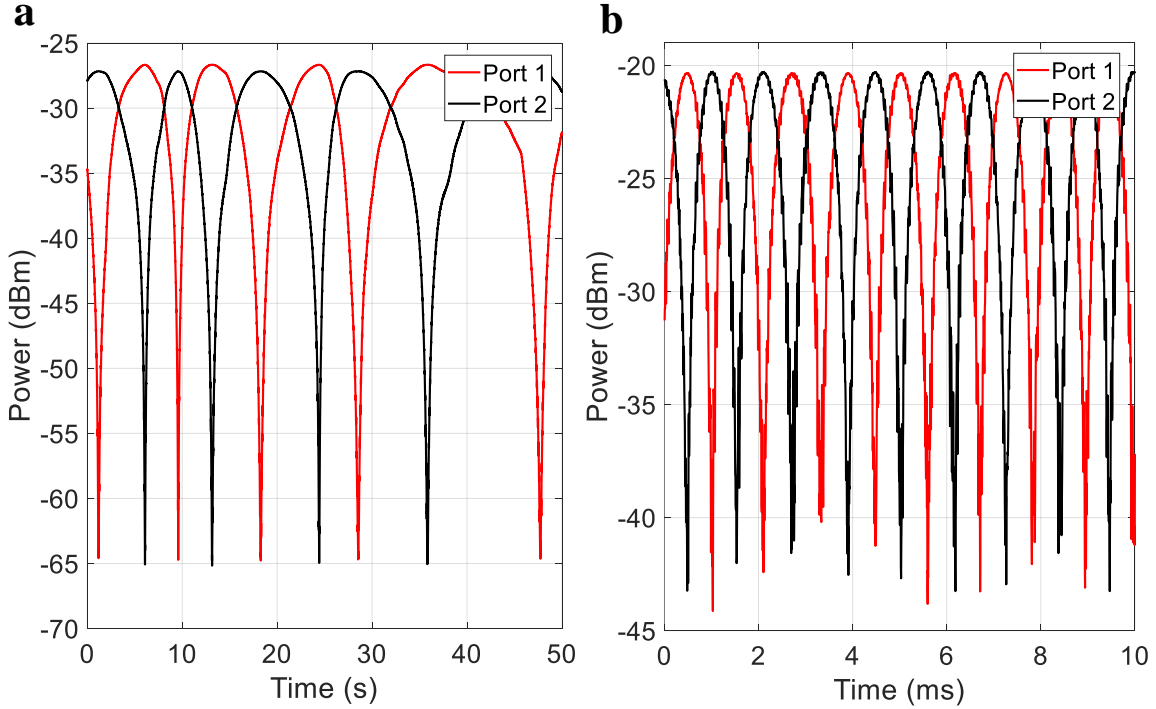 a
-25
-30
-35
-40
-45
-50
-55
-60
-65
-70
Power (dBm)
0 10 20 30 40 50
Time (s)
Port 1
Port 2
b
-20
-25
-30
-35
-40
-45
Power (dBm)
0 2 4 6 8 10
Time (ms)
Port 1
Port 2